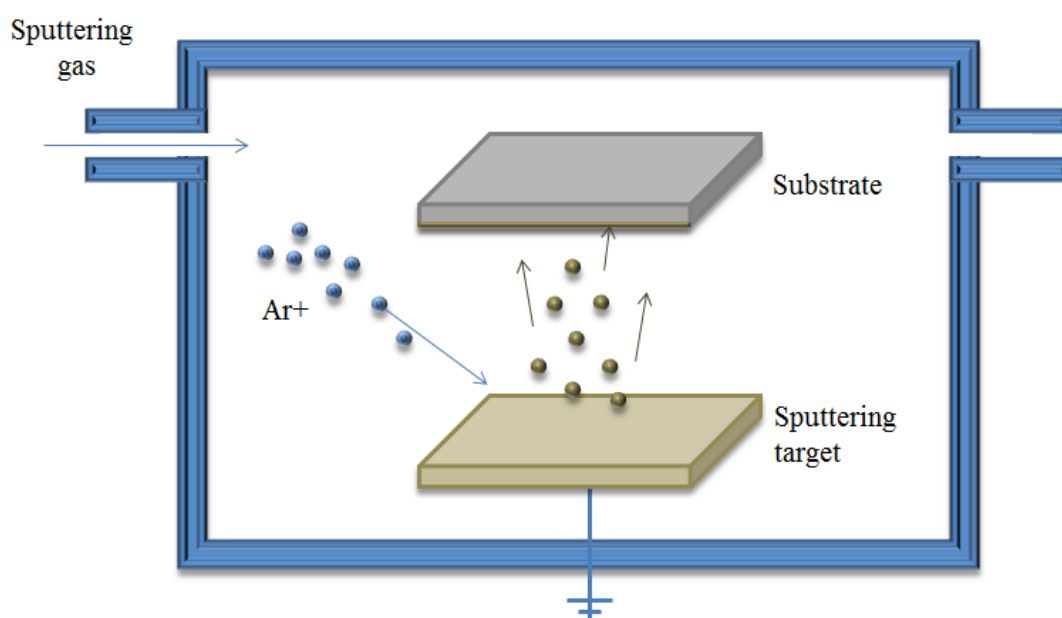 Sputtering
gas
Substrate
Ar+
Sputtering
target